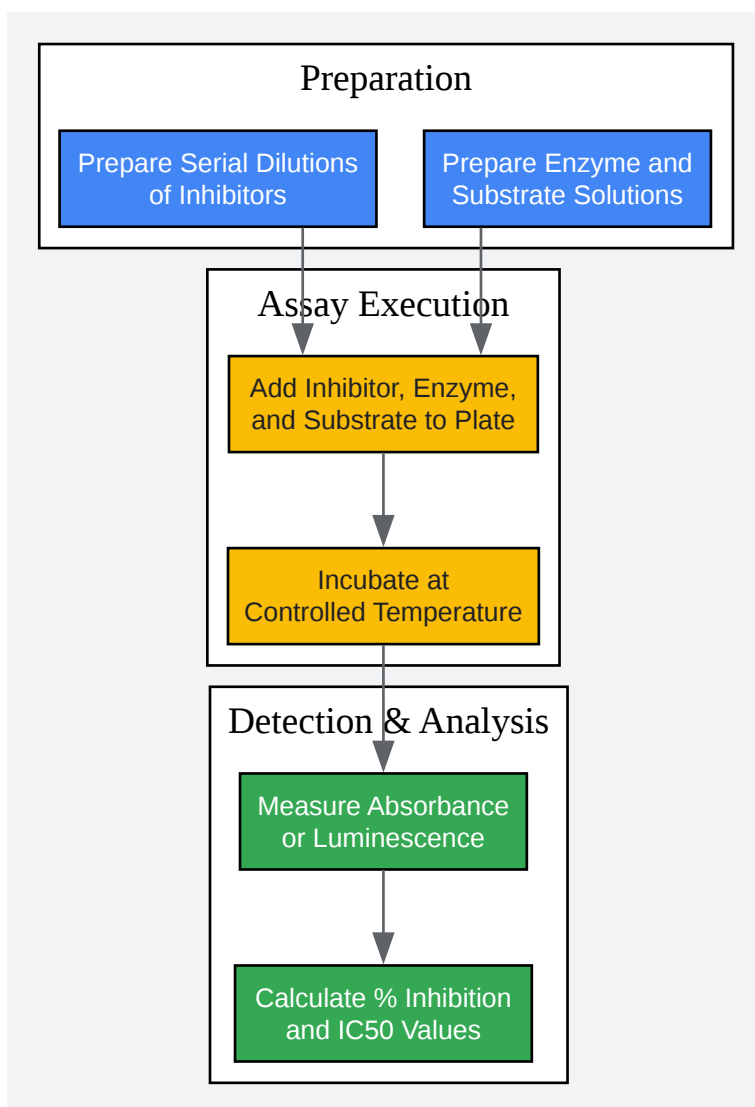 Preparation
Prepare Serial Dilutions
of Inhibitors
Prepare Enzyme and
Substrate Solutions
Assay Execution
Add Inhibitor, Enzyme,
and Substrate to Plate
Incubate at
Controlled Temperature
Detection & Analysis
Measure Absorbance
or Luminescence
Calculate % Inhibition
and IC50 Values